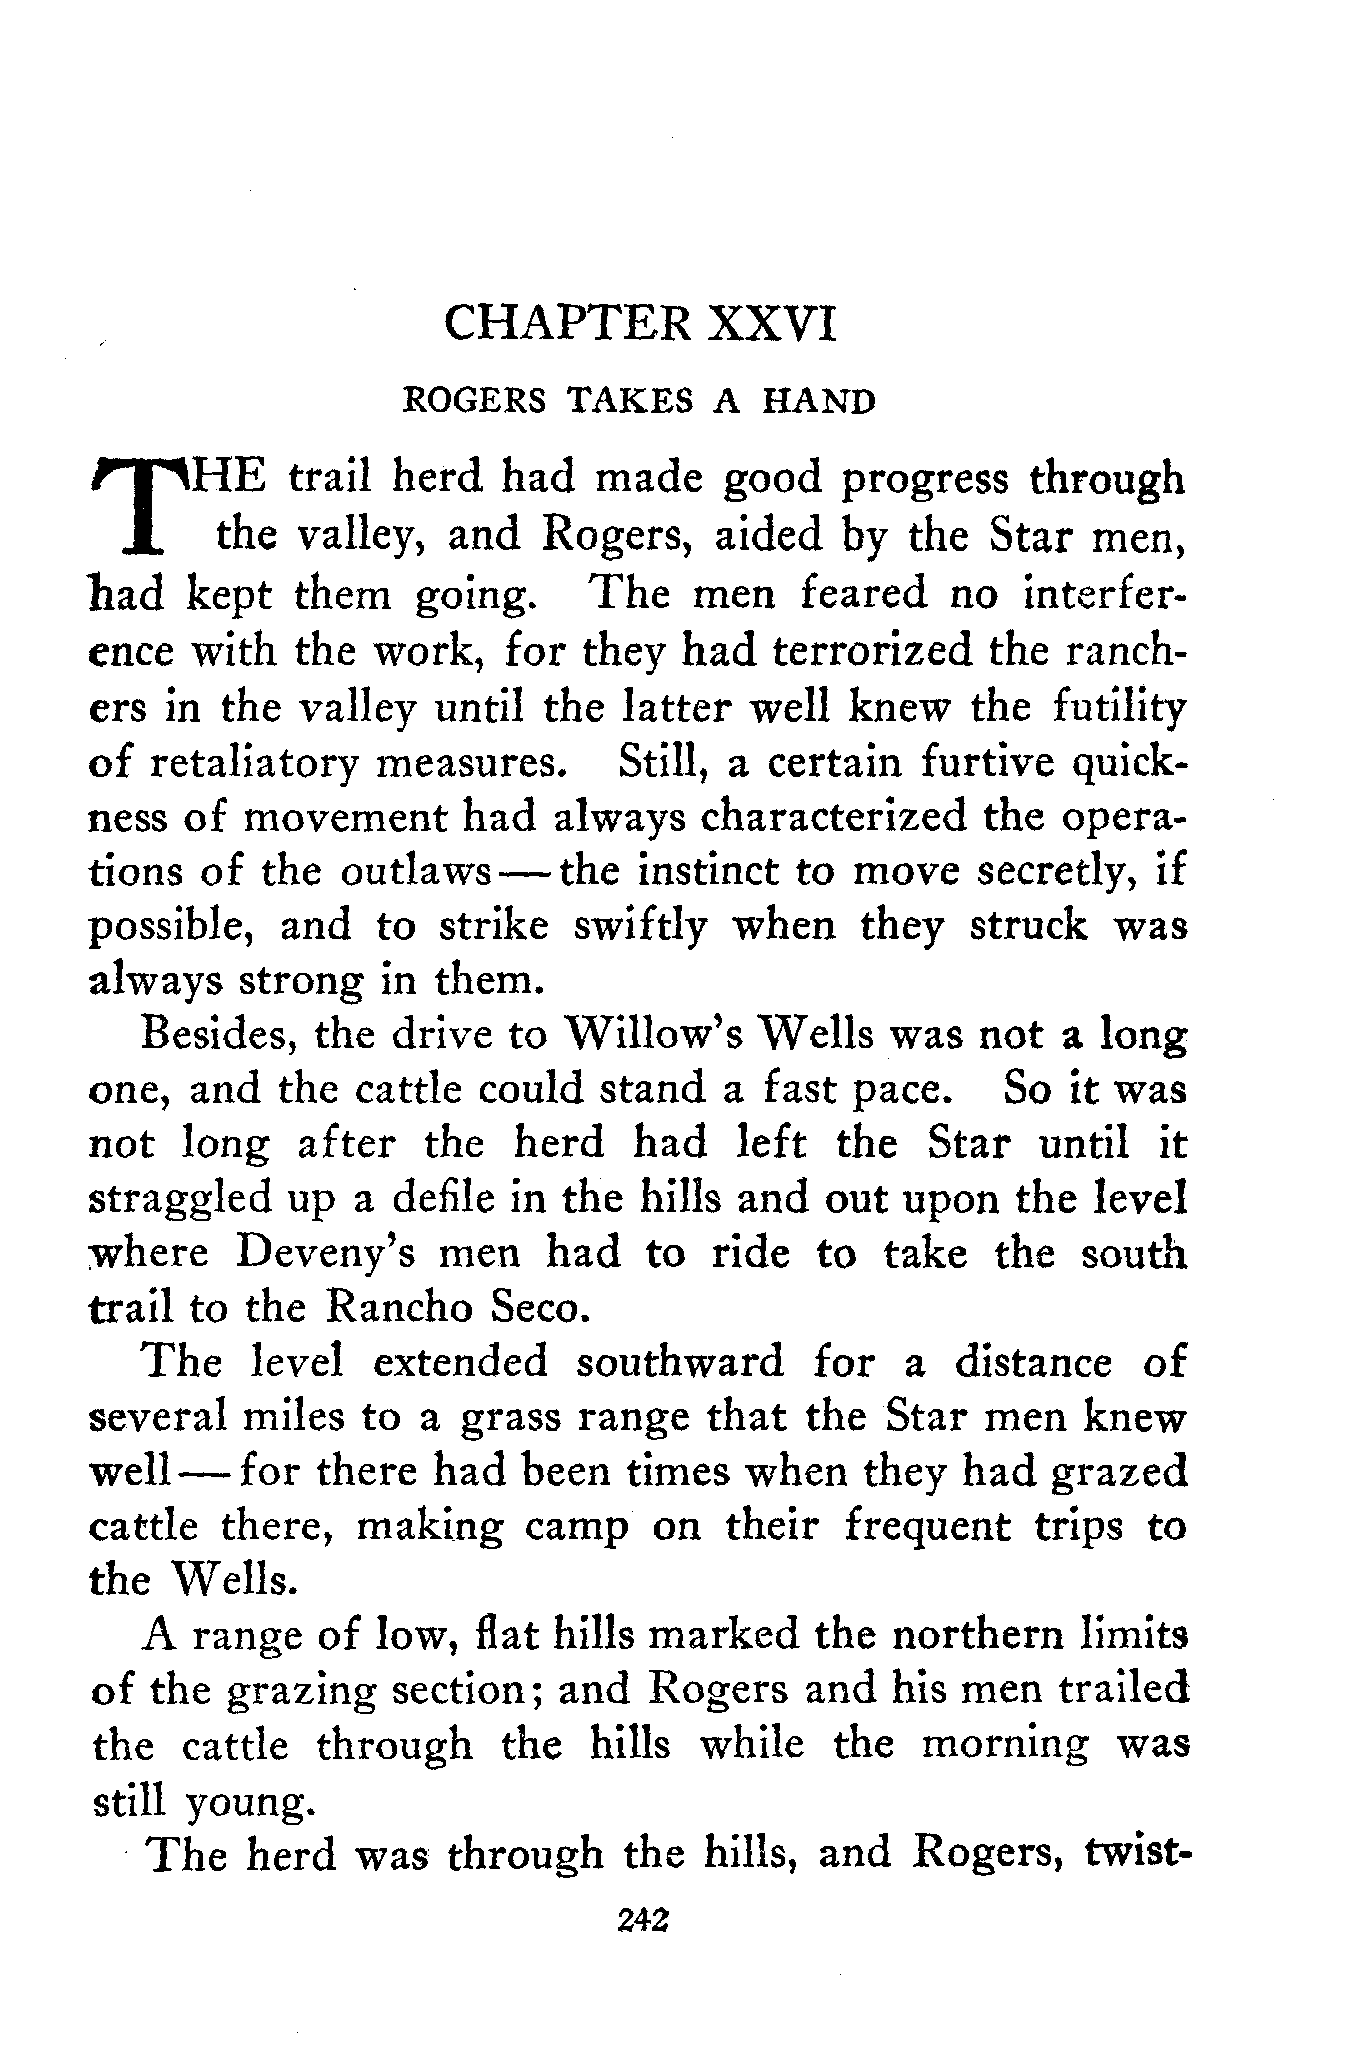 CHAPTER XXVI
ROGERS TAKES A HAND
THE trail herd had made good progress through
the valley, and Rogers, aided by the Star men,
had kept them going. The men feared no interfer-
ence with the work, for they had terrorized the ranch-
ers in the valley until the latter well knew the futility
of retaliatory measures. Still, a certain furtive quick-
ness of movement had always characterized the opera-
tions of the outlaws—the instinct to move secretly, if
possible, and to strike swiftly when they struck was
always strong in them.
Besides, the drive to Willow's Wells was not a long
one, and the cattle could stand a fast pace. So it was
not long after the herd had left the Star until it
straggled up a defile in the hills and out upon the level
where Deveny's men had to ride to take the south
trail to the Rancho Seco.
The level extended southward for a distance of
several miles to a grass range that the Star men knew
well—for there had been times when they had grazed
cattle there, making camp on their frequent trips to
the Wells.
A range of low, flat hills marked the northern limits
of the grazing section; and Rogers and his men trailed
the cattle through the hills while the morning was
still young.
The herd was through the hills, and Rogers, twist-
242